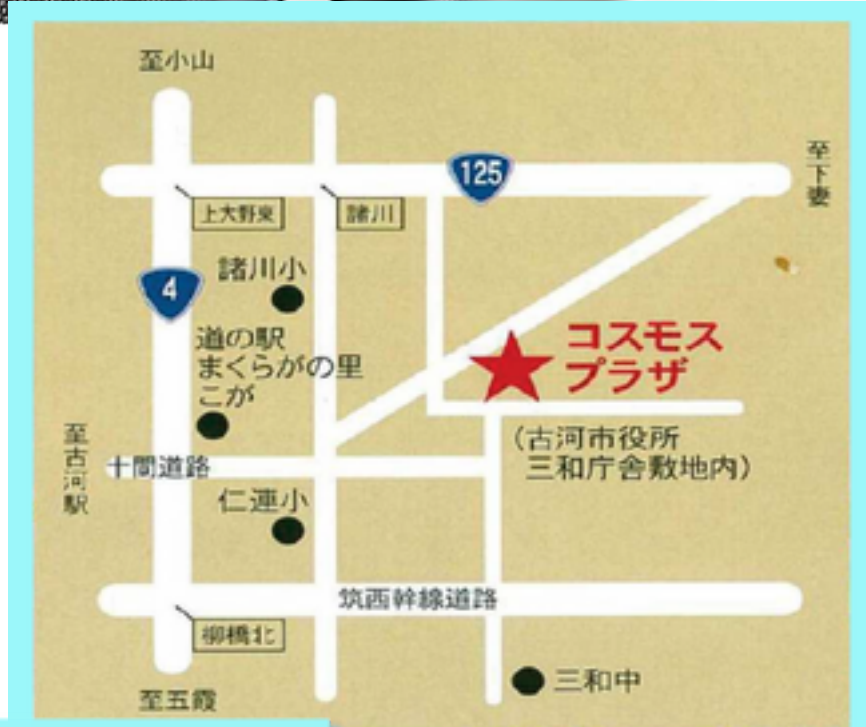 至小山
125
至下妻
上大野東
諸川
4
諸川小
道の駅
まくらがの里
こが
コスモス
プラザ
(古河市役所
三和庁舎敷地内)
至古河駅
十間道路
仁連小
筑西幹線道路
柳橋北
三和中
至五霞